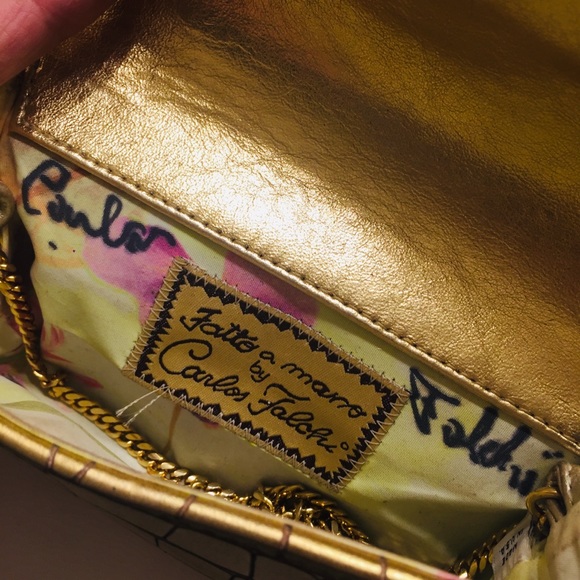 Carlos
Fatto a mano
by
Carlos Falchi
Falchi